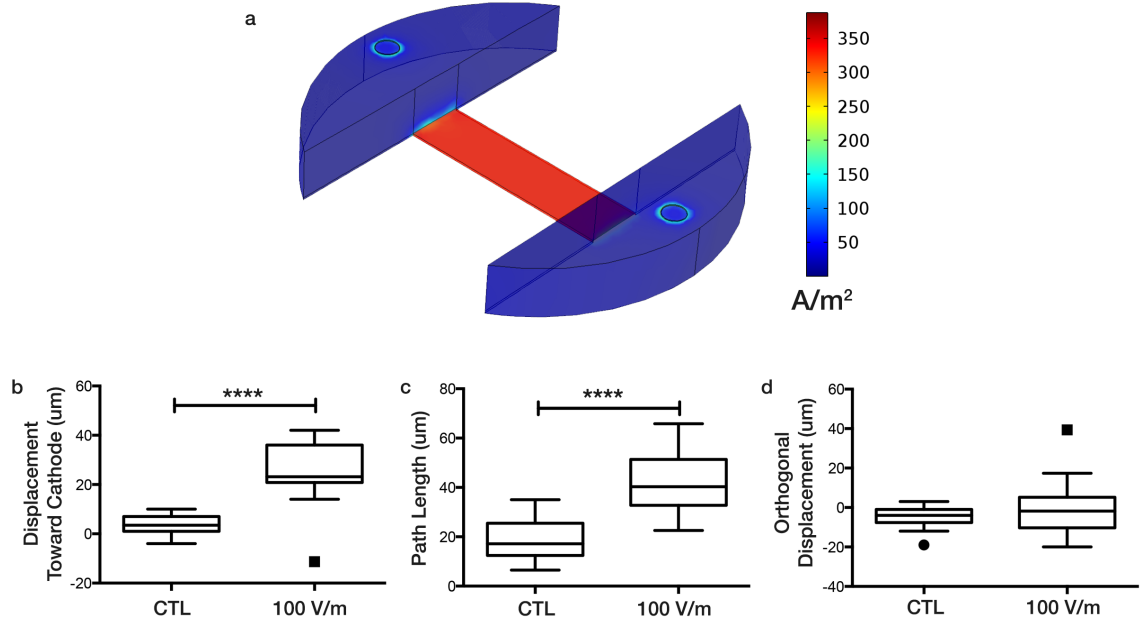 a
350
300
250
200
150
100
50
A/m²
b
Displacement
Toward Cathode (um)
60
40
20
0
-20
****
CTL
100 V/m
c
Path Length (um)
80
60
40
20
0
****
CTL
100 V/m
d
Orthogonal
Displacement (um)
60
40
20
0
-20
-40
CTL
100 V/m